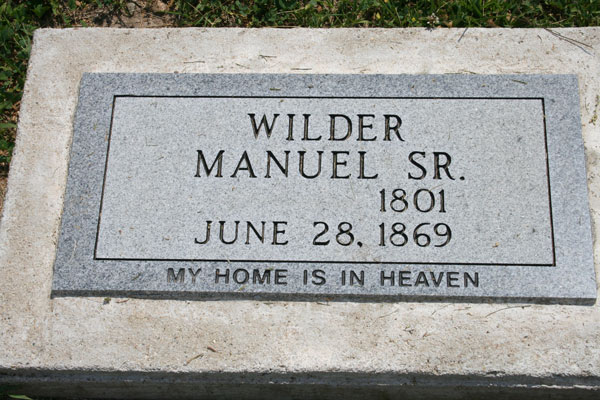 WILDER
MANUEL SR.
1801
JUNE 28, 1869
MY HOME IS IN HEAVEN